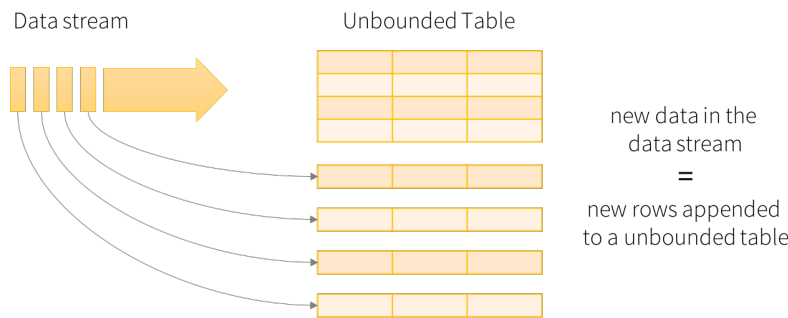 Data stream
Unbounded Table
new data in the
data stream
=
new rows appended
to a unbounded table